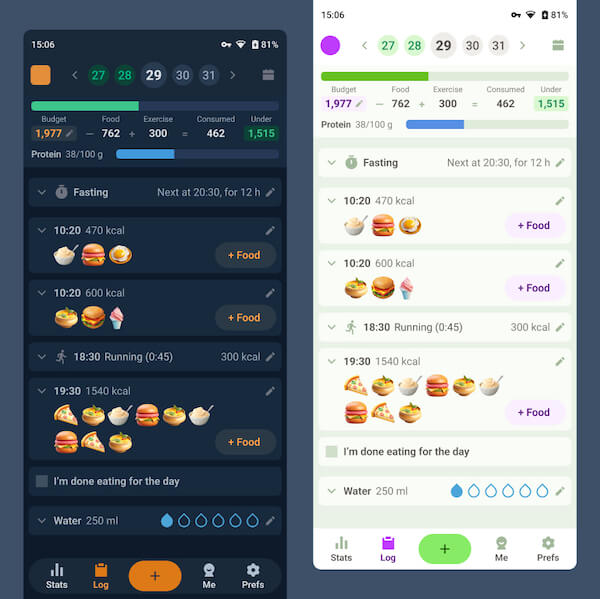 15:06 81%
27 28 29 30 31
Budget Food Exercise Consumed Under
1,977 — 762 + 300 = 462 1,515
Protein 38/100 g
Fasting Next at 20:30, for 12 h
10:20 470 kcal
+ Food
10:20 600 kcal
+ Food
18:30 Running (0:45) 300 kcal
19:30 1540 kcal
+ Food
I'm done eating for the day
Water 250 ml
Stats Log + Me Prefs
15:06 81%
27 28 29 30 31
Budget Food Exercise Consumed Under
1,977 — 762 + 300 = 462 1,515
Protein 38/100 g
Fasting Next at 20:30, for 12 h
10:20 470 kcal
+ Food
10:20 600 kcal
+ Food
18:30 Running (0:45) 300 kcal
19:30 1540 kcal
+ Food
I'm done eating for the day
Water 250 ml
Stats Log + Me Prefs